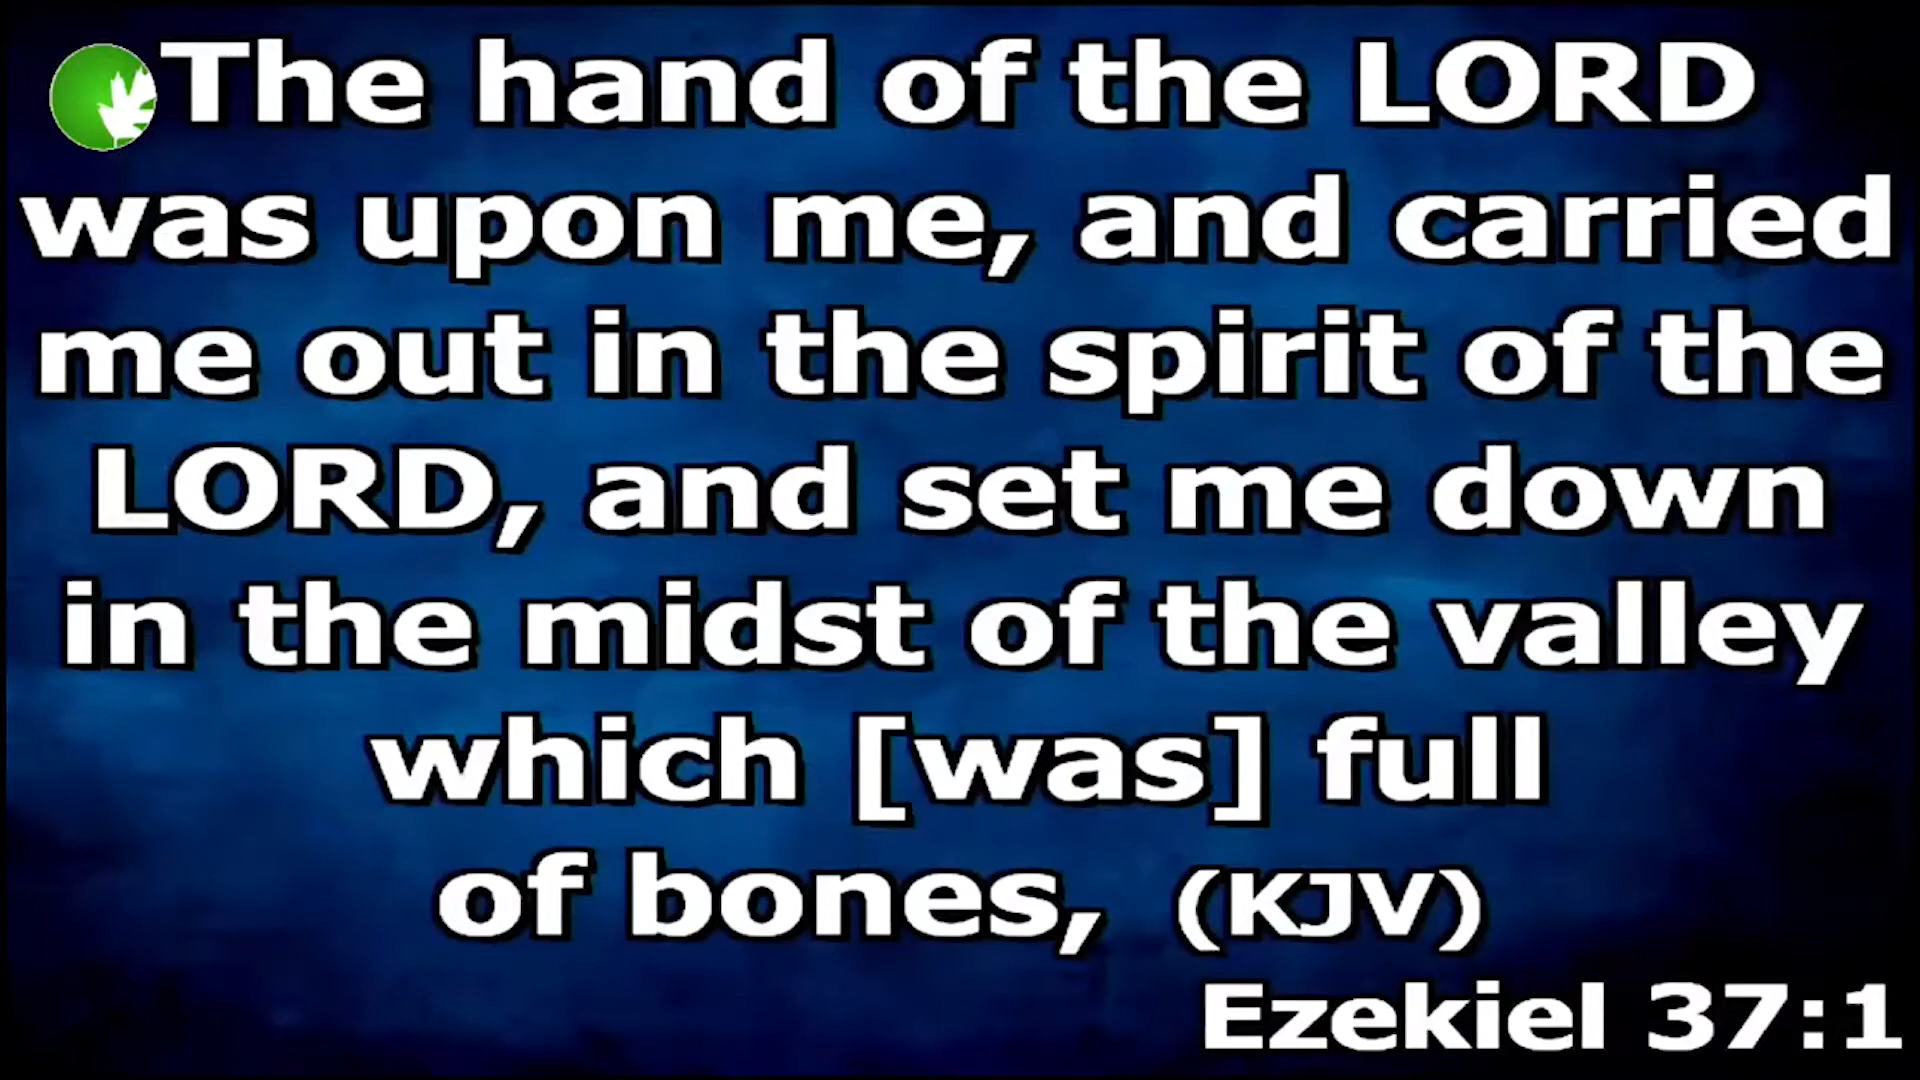 The hand of the LORD
was upon me, and carried
me out in the spirit of the
LORD, and set me down
in the midst of the valley
which [was] full
of bones, (KJV)
Ezekiel 37:1